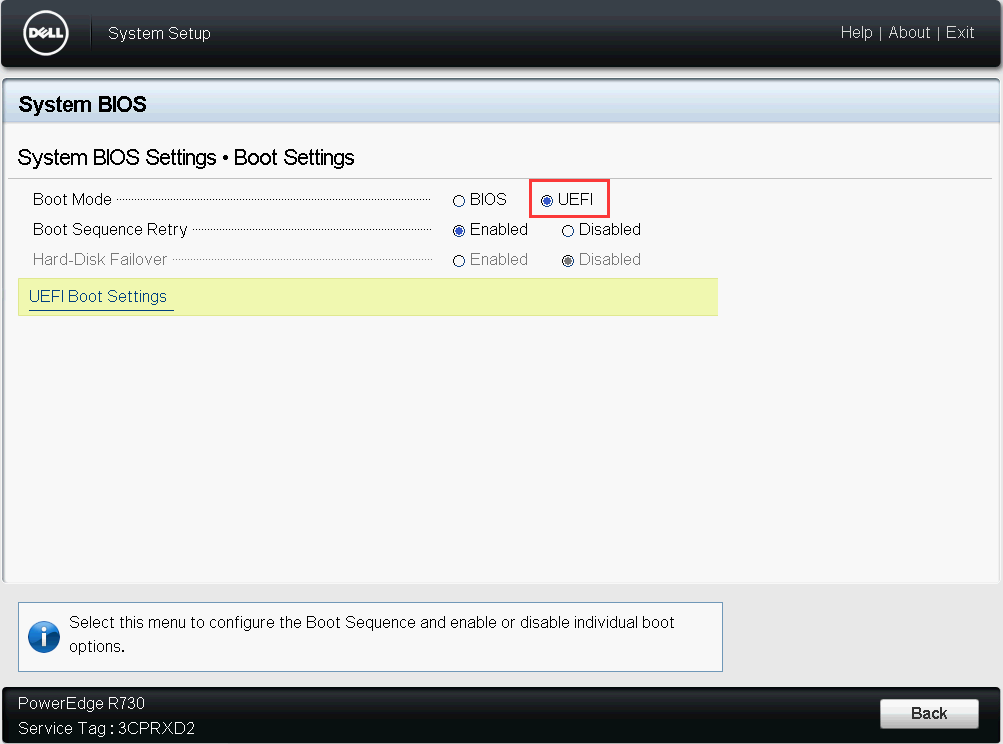 DELL System Setup Help | About | Exit
System BIOS
System BIOS Settings • Boot Settings
Boot Mode BIOS UEFI
Boot Sequence Retry Enabled Disabled
Hard-Disk Failover Enabled Disabled
UEFI Boot Settings
Select this menu to configure the Boot Sequence and enable or disable individual boot
options.
PowerEdge R730
Service Tag : 3CPRXD2
Back